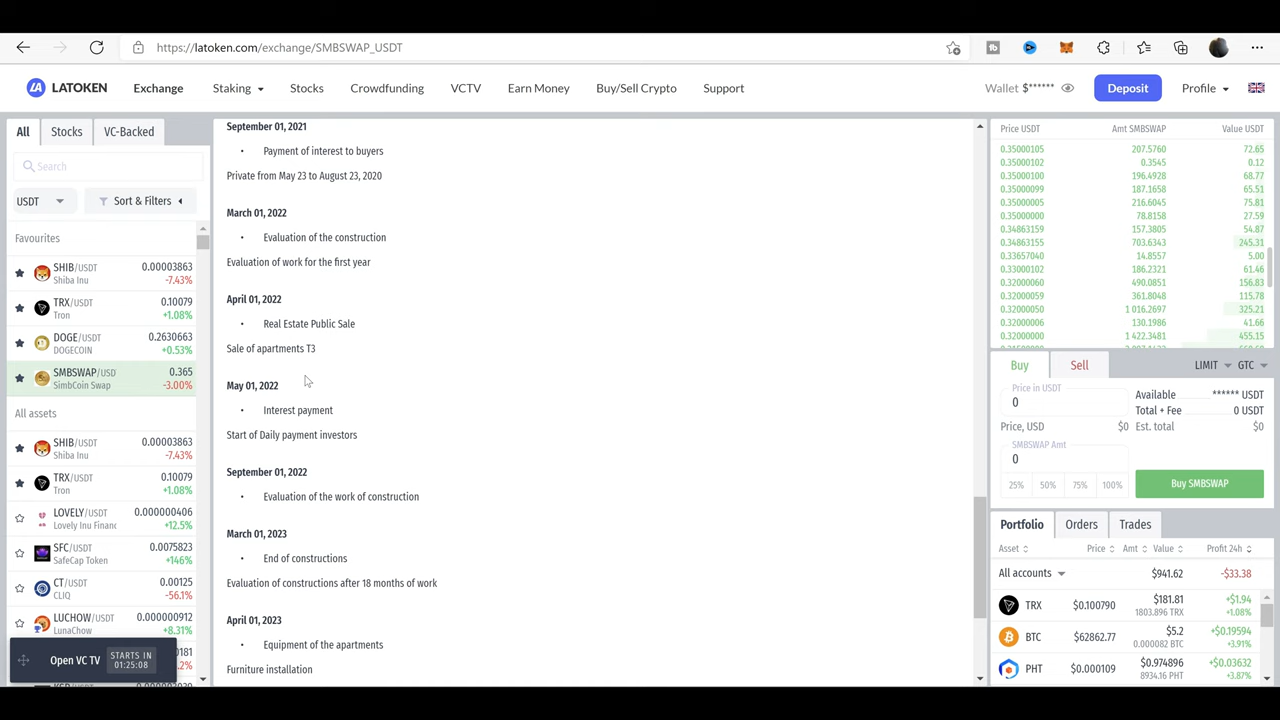 https://latoken.com/exchange/SMBSWAP_USDT
LATOKEN Exchange Staking Stocks Crowdfunding VCTV Earn Money Buy/Sell Crypto Support Wallet $****** Deposit Profile
All Stocks VC-Backed
Search
USDT Sort & Filters
Favourites
SHIB/USDT 0.00003863
Shiba Inu -7.43%
TRX/USDT 0.10079
Tron +1.08%
DOGE/USDT 0.2630663
DOGECOIN +0.53%
SMBSWAP/USD 0.365
SimbCoin Swap -3.00%
All assets
SHIB/USDT 0.00003863
Shiba Inu -7.43%
TRX/USDT 0.10079
Tron +1.08%
LOVELY/USDT 0.000000406
Lovely Inu Financ +12.5%
SFC/USDT 0.0075823
SafeCap Token +146%
CT/USDT 0.00125
CLIQ -56.1%
LUCHOW/USDT 0.000000912
LunaChow +8.31%
Open VC TV STARTS IN
01:25:08
September 01, 2021
• Payment of interest to buyers
Private from May 23 to August 23, 2020
March 01, 2022
• Evaluation of the construction
Evaluation of work for the first year
April 01, 2022
• Real Estate Public Sale
Sale of apartments T3
May 01, 2022
• Interest payment
Start of Daily payment investors
September 01, 2022
• Evaluation of the work of construction
March 01, 2023
• End of constructions
Evaluation of constructions after 18 months of work
April 01, 2023
• Equipment of the apartments
Furniture installation
Price USDT Amt SMBSWAP Value USDT
0.35000105 207.5760 72.65
0.35000102 0.3545 0.12
0.35000100 196.4928 68.77
0.35000099 187.1658 65.51
0.35000005 216.6045 75.81
0.35000000 78.8158 27.59
0.34863159 157.3805 54.87
0.34863155 703.6343 245.31
0.33657040 14.8557 5.00
0.33000102 186.2321 61.46
0.32000060 490.0851 156.83
0.32000059 361.8048 115.78
0.32000050 1 016.2697 325.21
0.32000006 130.1986 41.66
0.32000000 1 422.3481 455.15
Buy Sell LIMIT GTC
Price in USDT
0
Available ****** USDT
Total + Fee 0 USDT
Price, USD $0 Est. total $0
SMBSWAP Amt
0
25% 50% 75% 100% Buy SMBSWAP
Portfolio Orders Trades
Asset Price Amt Value Profit 24h
All accounts $941.62 -$33.38
TRX $0.100790 $181.81 +$1.94
1803.896 TRX +1.08%
BTC $62862.77 $5.2 +$0.19594
0.000082 BTC +3.91%
PHT $0.000109 $0.974896 +$0.03632
8934.16 PHT +3.87%